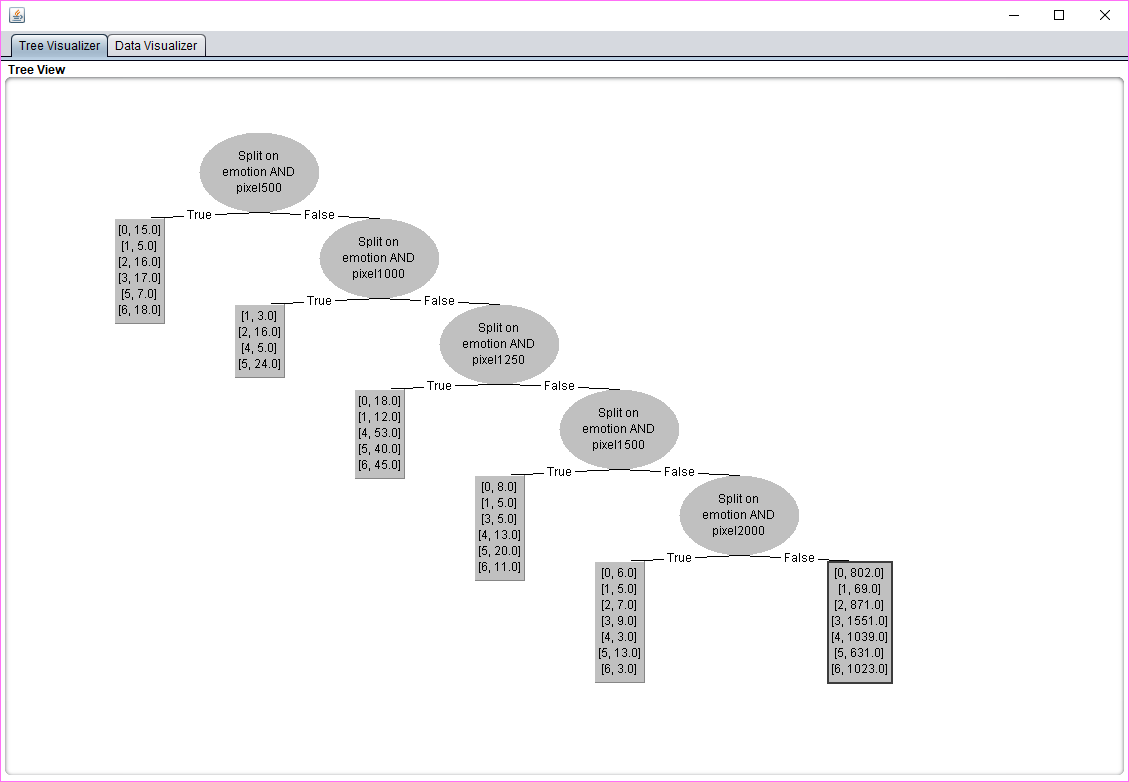 Tree Visualizer
Data Visualizer
Tree View
Split on
emotion AND
pixel500
True
False
[0, 15.0]
[1, 5.0]
[2, 16.0]
[3, 17.0]
[5, 7.0]
[6, 18.0]
Split on
emotion AND
pixel1000
True
False
[1, 3.0]
[2, 16.0]
[4, 5.0]
[5, 24.0]
Split on
emotion AND
pixel1250
True
False
[0, 18.0]
[1, 12.0]
[4, 53.0]
[5, 40.0]
[6, 45.0]
Split on
emotion AND
pixel1500
True
False
[0, 8.0]
[1, 5.0]
[3, 5.0]
[4, 13.0]
[5, 20.0]
[6, 11.0]
Split on
emotion AND
pixel2000
True
False
[0, 6.0]
[1, 5.0]
[2, 7.0]
[3, 9.0]
[4, 3.0]
[5, 13.0]
[6, 3.0]
[0, 802.0]
[1, 69.0]
[2, 871.0]
[3, 1551.0]
[4, 1039.0]
[5, 631.0]
[6, 1023.0]